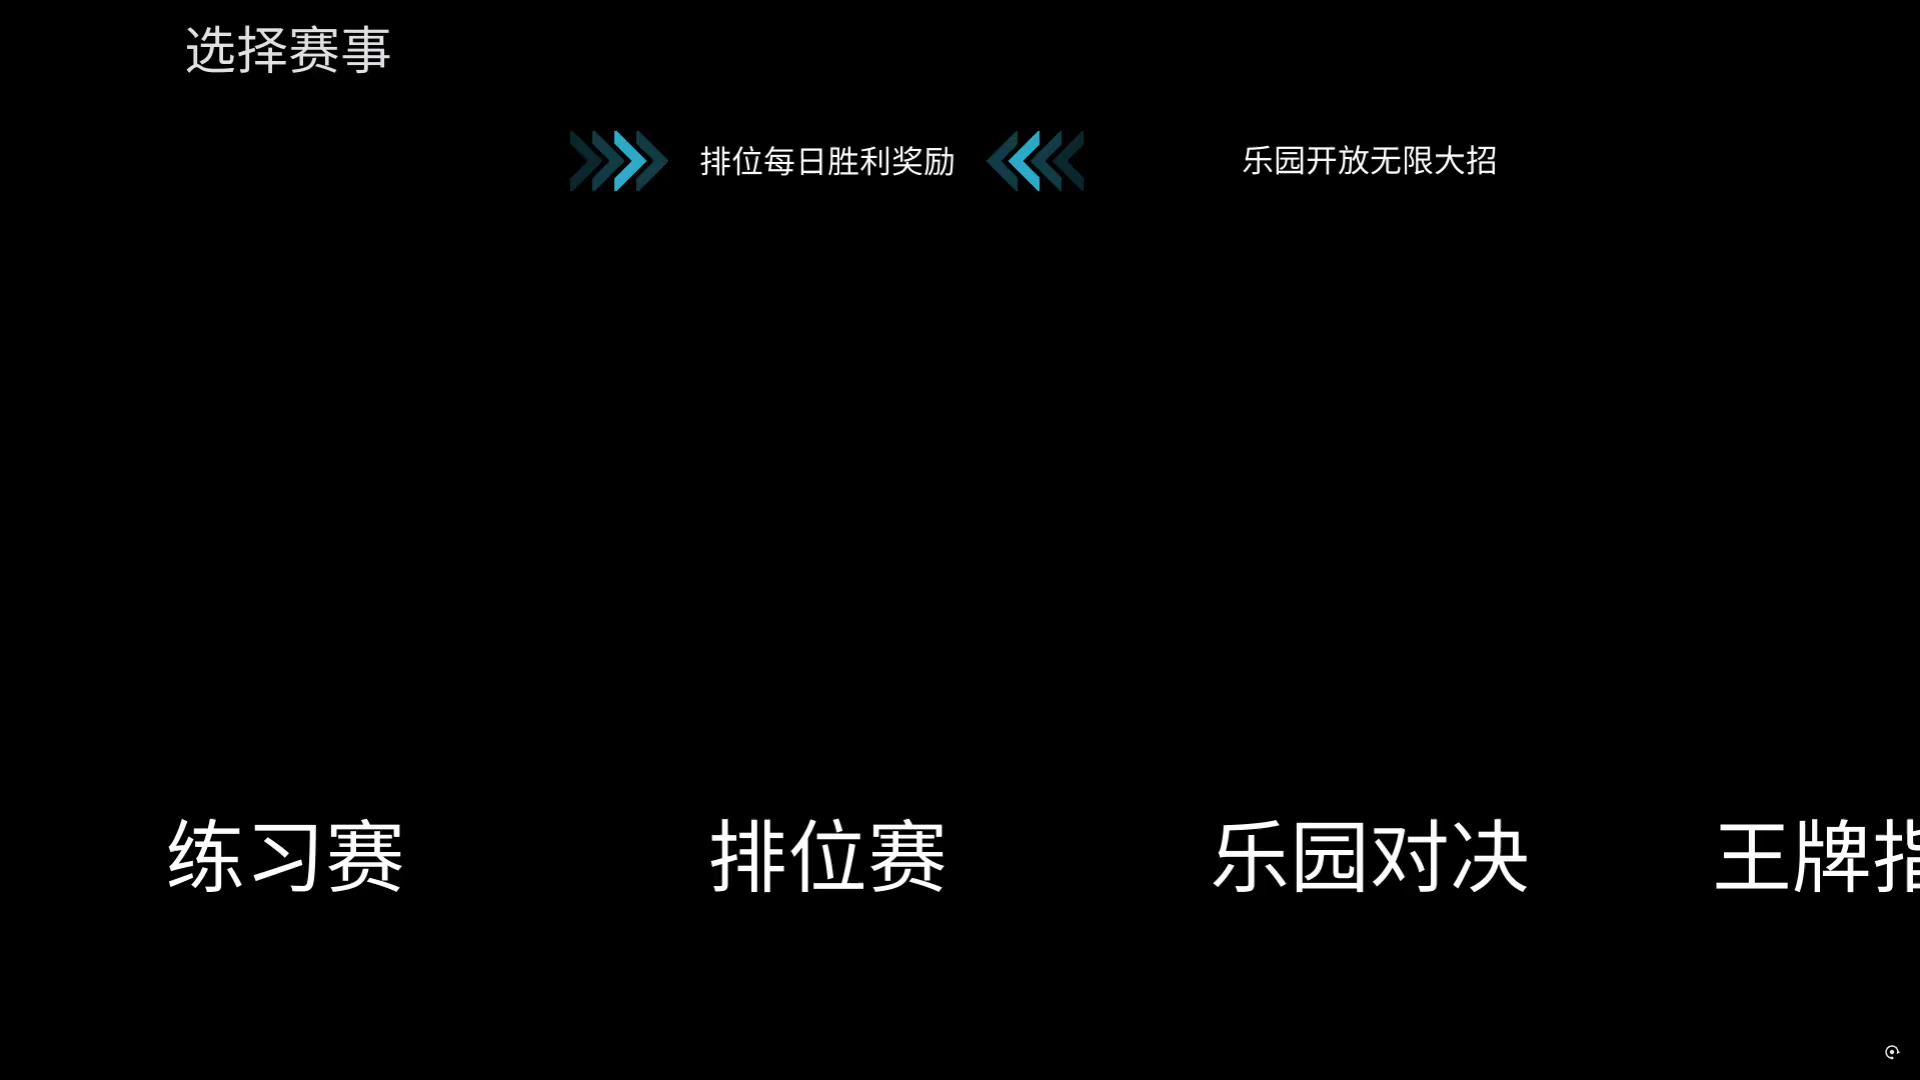 选择赛事
排位每日胜利奖励
乐园开放无限大招
练习赛
排位赛
乐园对决
王牌